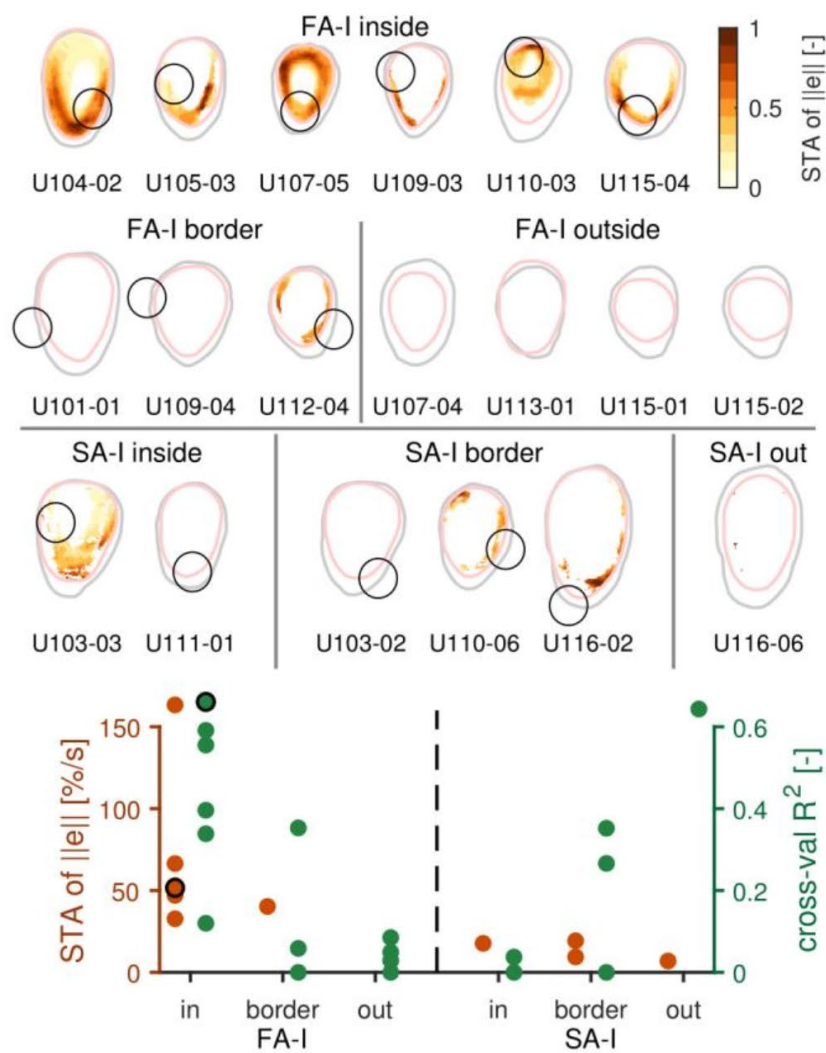 FA-I inside
1
0.5
0
STA of ||e|| [-]
U104-02 U105-03 U107-05 U109-03 U110-03 U115-04
FA-I border FA-I outside
U101-01 U109-04 U112-04 U107-04 U113-01 U115-01 U115-02
SA-I inside SA-I border SA-I out
U103-03 U111-01 U103-02 U110-06 U116-02 U116-06
STA of ||e|| [%/s]
150
100
50
0
0.6
0.4
0.2
0
cross-val R² [-]
in border out in border out
FA-I SA-I